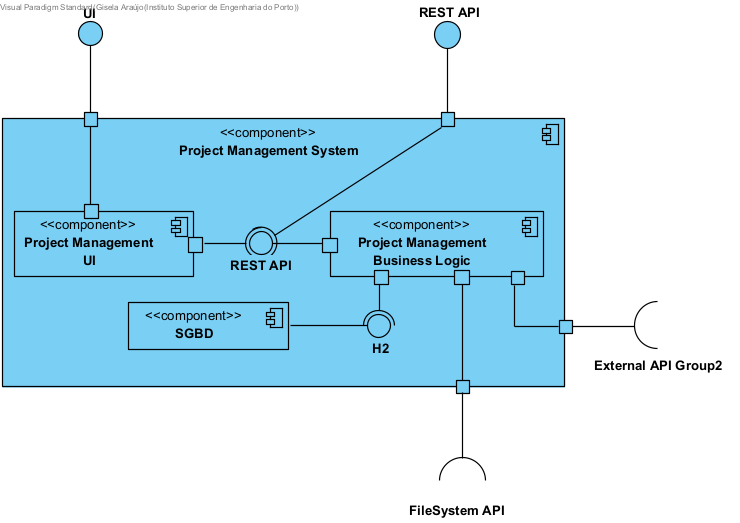 Visual Paradigm Standard(Gisela Araújo(Instituto Superior de Engenharia do Porto))
UI
REST API
<<component>>
Project Management System
<<component>>
Project Management
UI
REST API
<<component>>
Project Management
Business Logic
<<component>>
SGBD
H2
External API Group2
FileSystem API